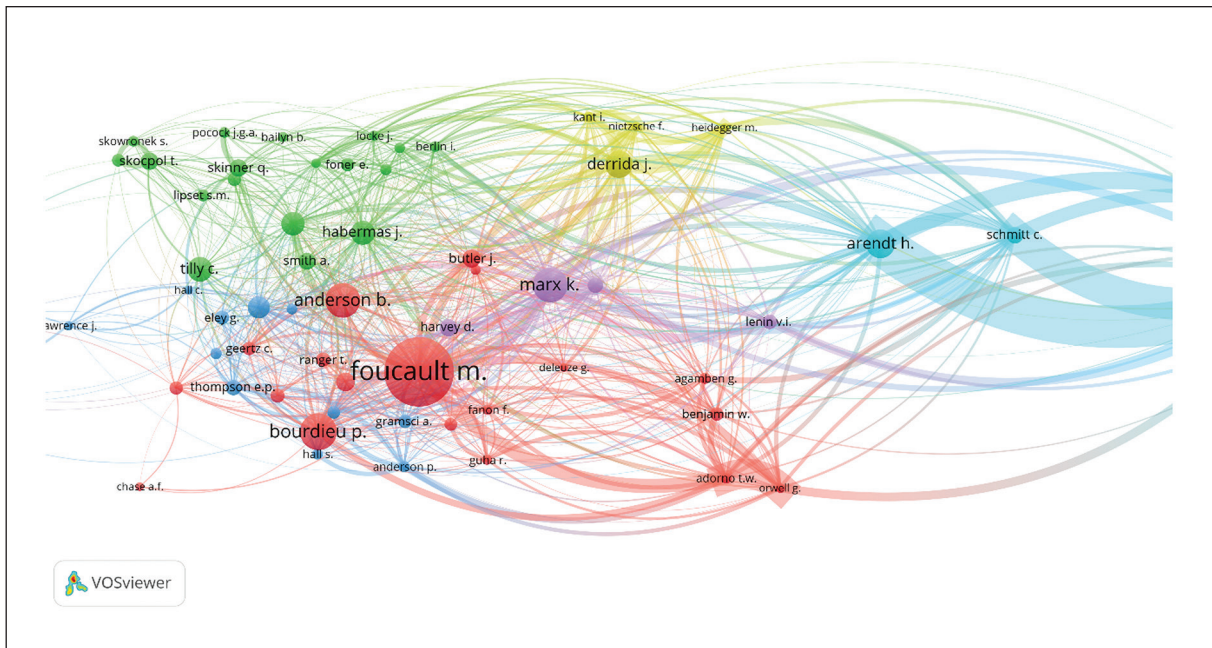 kant i.
nietzsche f.
heidegger m.
pocock j.g.a.
bailyn b.
locke j.
skowronek s.
berlin i.
skocpol t.
skinner q.
foner e.
derrida j.
lipset s.m.
habermas j.
arendt h.
schmitt c.
smith a.
butler j.
tilly c.
marx k.
hall c.
anderson b.
eley g.
awrence j.
harvey d.
lenin v.i.
geertz c.
ranger t.
foucault m.
deleuze g.
agamben g.
thompson e.p.
fanon f.
benjamin w.
gramsci a.
bourdieu p.
hall s.
guha r.
anderson p.
adorno t.w.
orwell g.
chase a.f.
VOSviewer